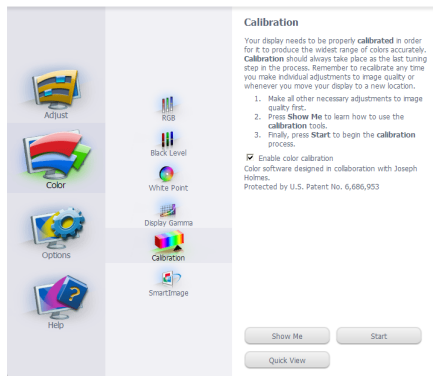 Adjust
Color
Options
Help
RGB
Black Level
White Point
Display Gamma
Calibration
SmartImage
Calibration
Your display needs to be properly calibrated in order
for it to produce the widest range of colors accurately.
Calibration should always take place as the last tuning
step in the process. Remember to recalibrate any time
you make individual adjustments to image quality or
whenever you move your display to a new location.
1. Make all other necessary adjustments to image
quality first.
2. Press Show Me to learn how to use the
calibration tools.
3. Finally, press Start to begin the calibration
process.
Enable color calibration
Color software designed in collaboration with Joseph
Holmes.
Protected by U.S. Patent No. 6,686,953
Show Me
Start
Quick View